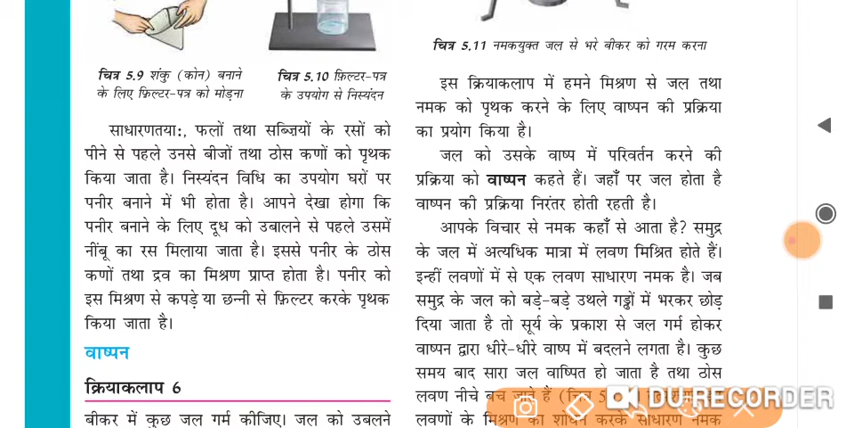 चित्र 5.9 शंकु (कोन) बनाने
के लिए फ़िल्टर-पत्र को मोड़ना
चित्र 5.10 फ़िल्टर-पत्र
के उपयोग से निस्यंदन
साधारणतया:, फलों तथा सब्ज़ियों के रसों को
पीने से पहले उनसे बीजों तथा ठोस कणों को पृथक
किया जाता है। निस्यंदन विधि का उपयोग घरों पर
पनीर बनाने में भी होता है। आपने देखा होगा कि
पनीर बनाने के लिए दूध को उबालने से पहले उसमें
नींबू का रस मिलाया जाता है। इससे पनीर के ठोस
कणों तथा द्रव का मिश्रण प्राप्त होता है। पनीर को
इस मिश्रण से कपड़े या छन्नी से फ़िल्टर करके पृथक
किया जाता है।
वाष्पन
क्रियाकलाप 6
बीकर में कुछ जल गर्म कीजिए। जल को उबलने
चित्र 5.11 नमकयुक्त जल से भरे बीकर को गरम करना
इस क्रियाकलाप में हमने मिश्रण से जल तथा
नमक को पृथक करने के लिए वाष्पन की प्रक्रिया
का प्रयोग किया है।
जल को उसके वाष्प में परिवर्तन करने की
प्रक्रिया को वाष्पन कहते हैं। जहाँ पर जल होता है
वाष्पन की प्रक्रिया निरंतर होती रहती है।
आपके विचार से नमक कहाँ से आता है? समुद्र
के जल में अत्यधिक मात्रा में लवण मिश्रित होते हैं।
इन्हीं लवणों में से एक लवण साधारण नमक है। जब
समुद्र के जल को बड़े-बड़े उथले गड्ढों में भरकर छोड़
दिया जाता है तो सूर्य के प्रकाश से जल गर्म होकर
वाष्पन द्वारा धीरे-धीरे वाष्प में बदलने लगता है। कुछ
समय बाद सारा जल वाष्पित हो जाता है तथा ठोस
लवण नीचे बच जाते हैं (चित्र 5
लवणों के मिश्रण का शोधन करके साधारण नमक
DU RECORDER